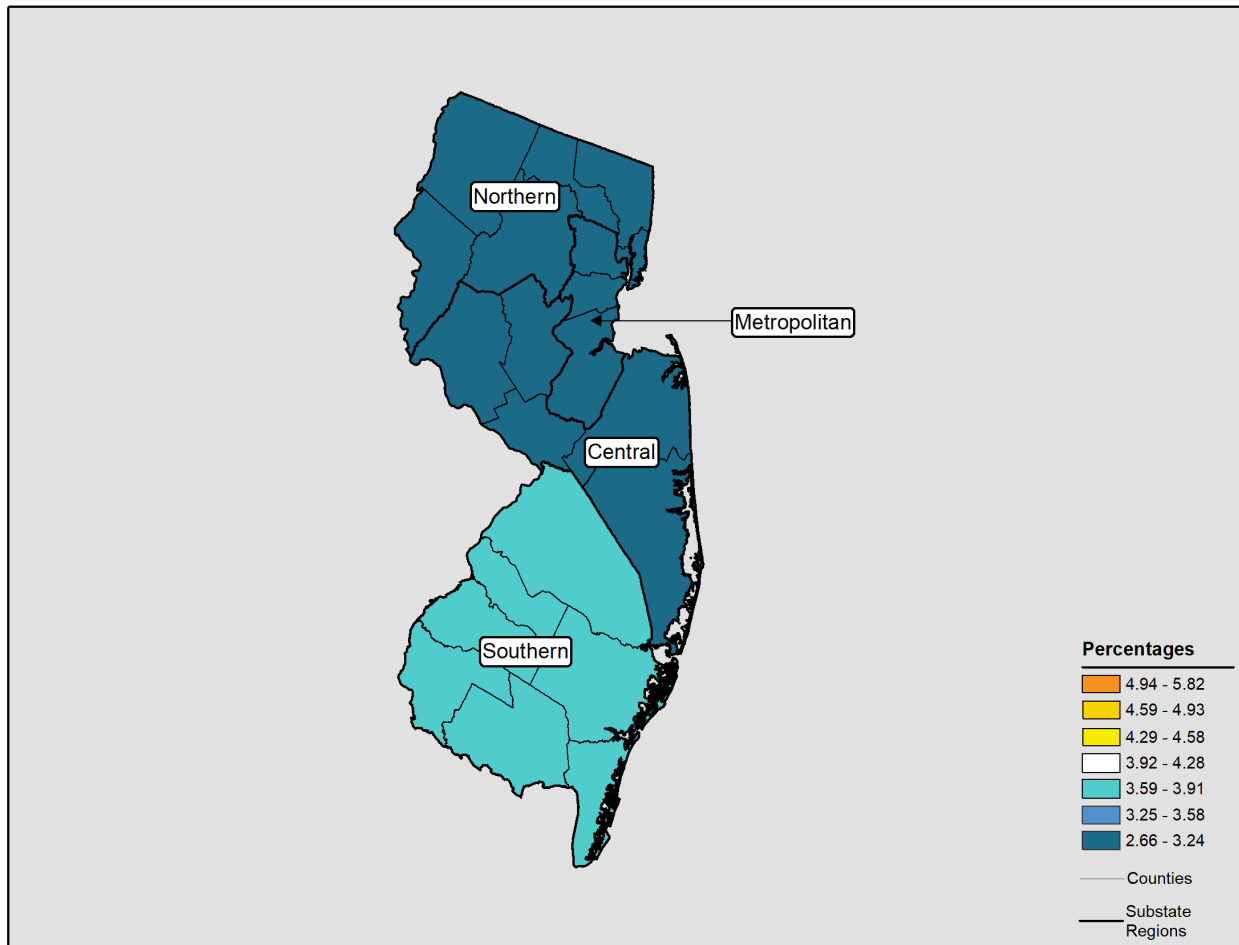 Northern
Metropolitan
Central
Southern
Percentages
4.94 - 5.82
4.59 - 4.93
4.29 - 4.58
3.92 - 4.28
3.59 - 3.91
3.25 - 3.58
2.66 - 3.24
Counties
Substate
Regions